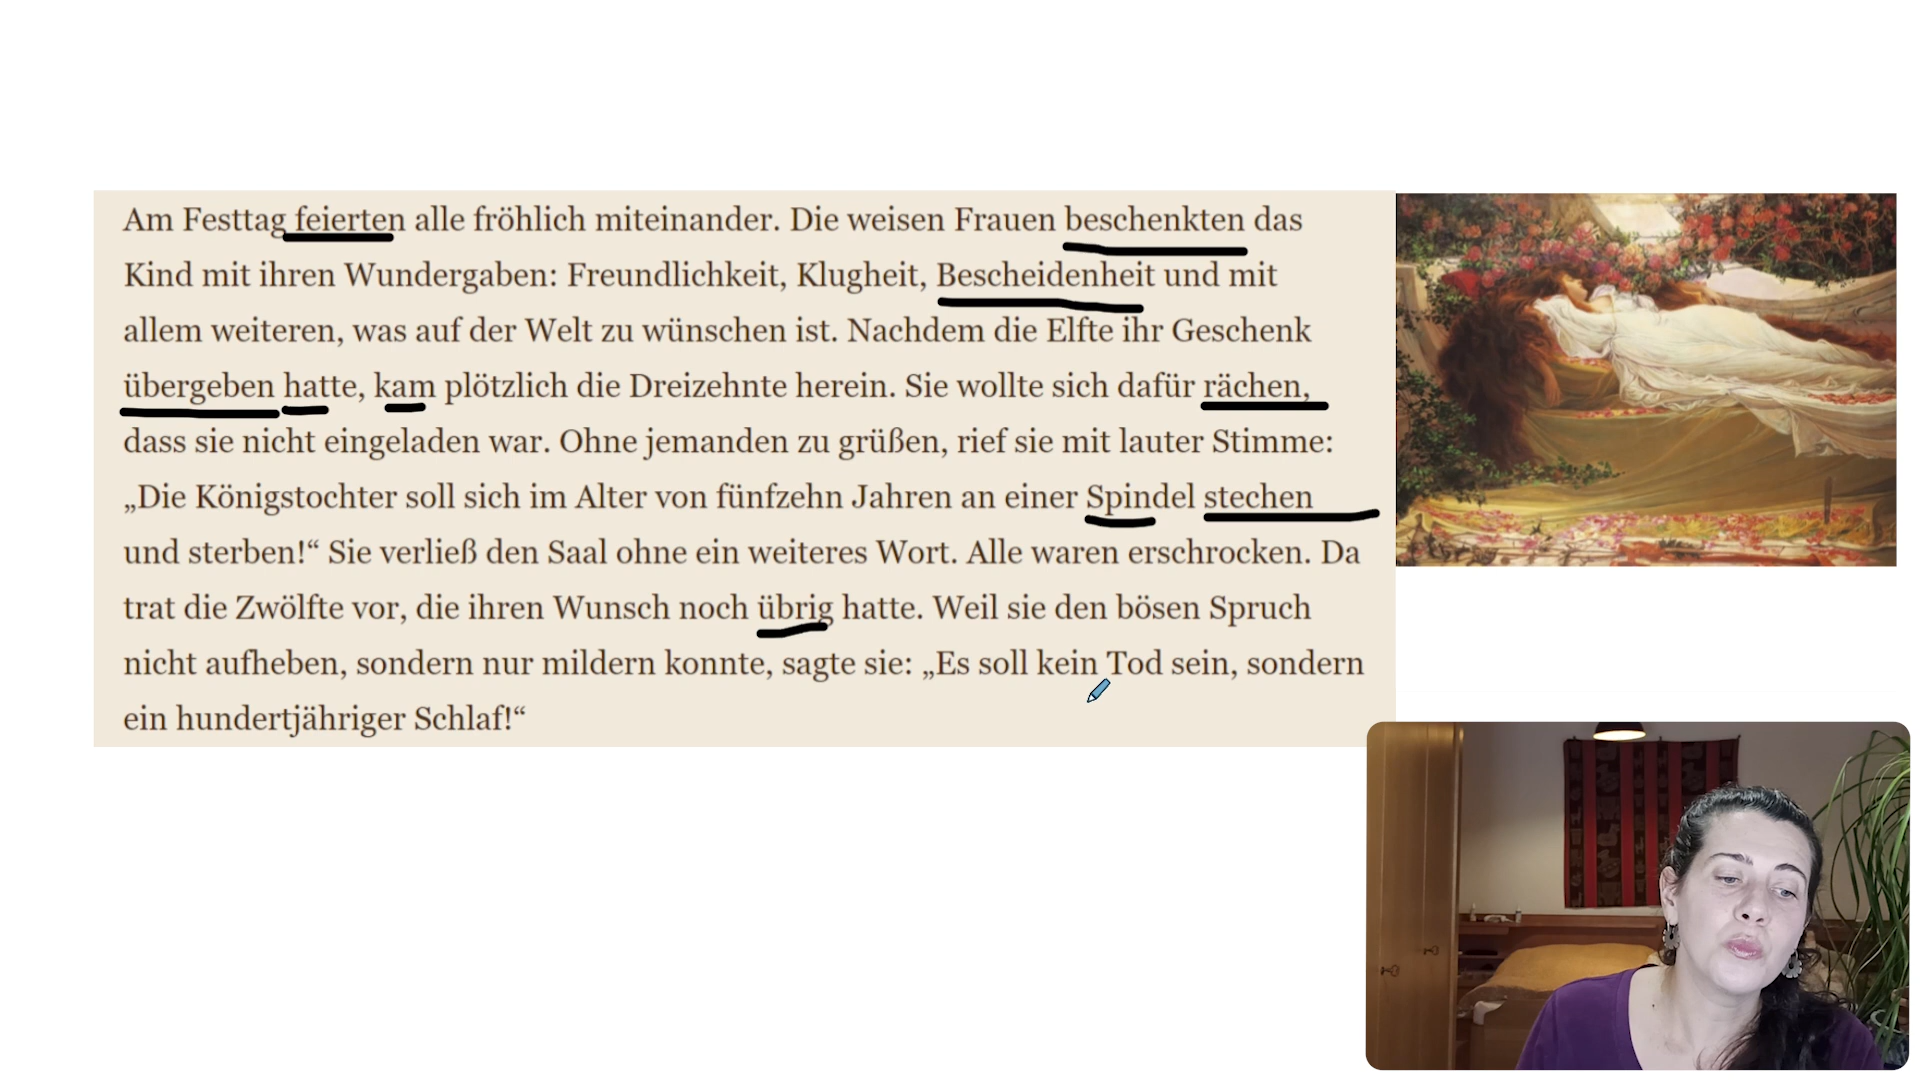 Am Festtag feierten alle fröhlich miteinander. Die weisen Frauen beschenkten das
Kind mit ihren Wundergaben: Freundlichkeit, Klugheit, Bescheidenheit und mit
allem weiteren, was auf der Welt zu wünschen ist. Nachdem die Elfte ihr Geschenk
übergeben hatte, kam plötzlich die Dreizehnte herein. Sie wollte sich dafür rächen,
dass sie nicht eingeladen war. Ohne jemanden zu grüßen, rief sie mit lauter Stimme:
„Die Königstochter soll sich im Alter von fünfzehn Jahren an einer Spindel stechen
und sterben!“ Sie verließ den Saal ohne ein weiteres Wort. Alle waren erschrocken. Da
trat die Zwölfte vor, die ihren Wunsch noch übrig hatte. Weil sie den bösen Spruch
nicht aufheben, sondern nur mildern konnte, sagte sie: „Es soll kein Tod sein, sondern
ein hundertjähriger Schlaf!“